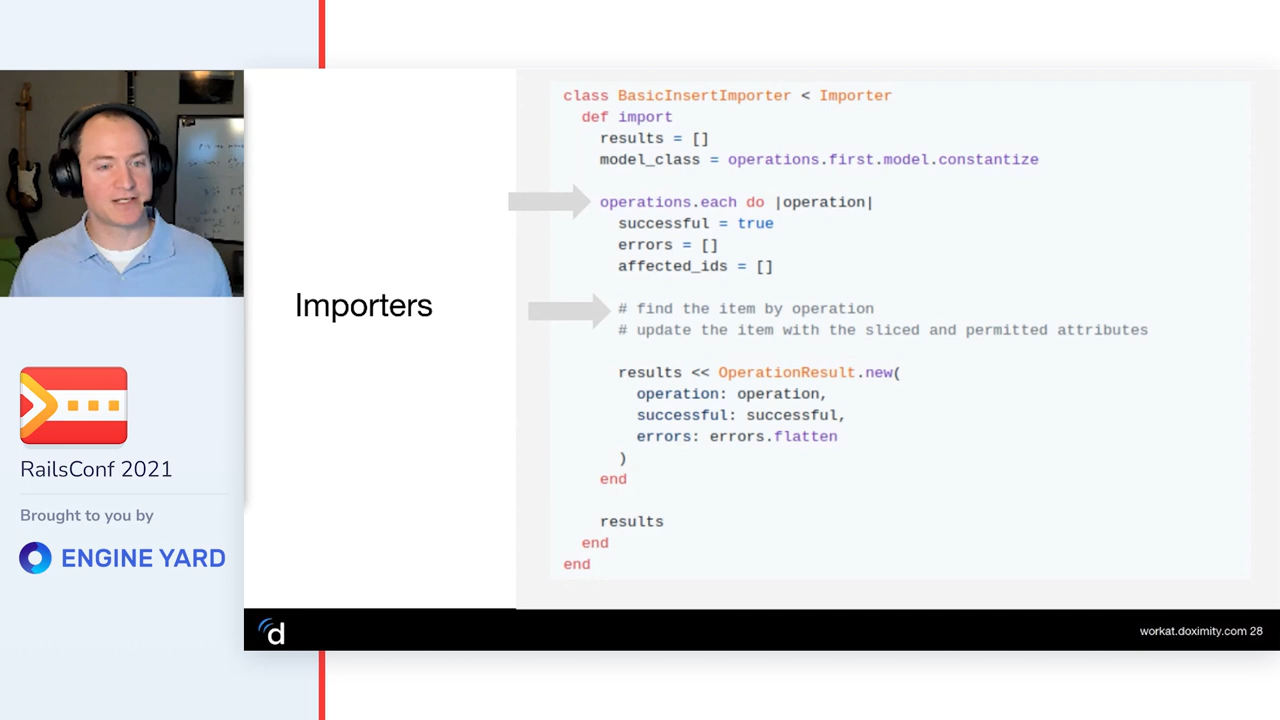 Importers
class BasicInsertImporter < Importer
def import
results = []
model_class = operations.first.model.constantize
operations.each do |operation|
successful = true
errors = []
affected_ids = []
# find the item by operation
# update the item with the sliced and permitted attributes
results << OperationResult.new(
operation: operation,
successful: successful,
errors: errors.flatten
)
end
results
end
end
RailsConf 2021
Brought to you by
ENGINE YARD
d
workat.doximity.com 28